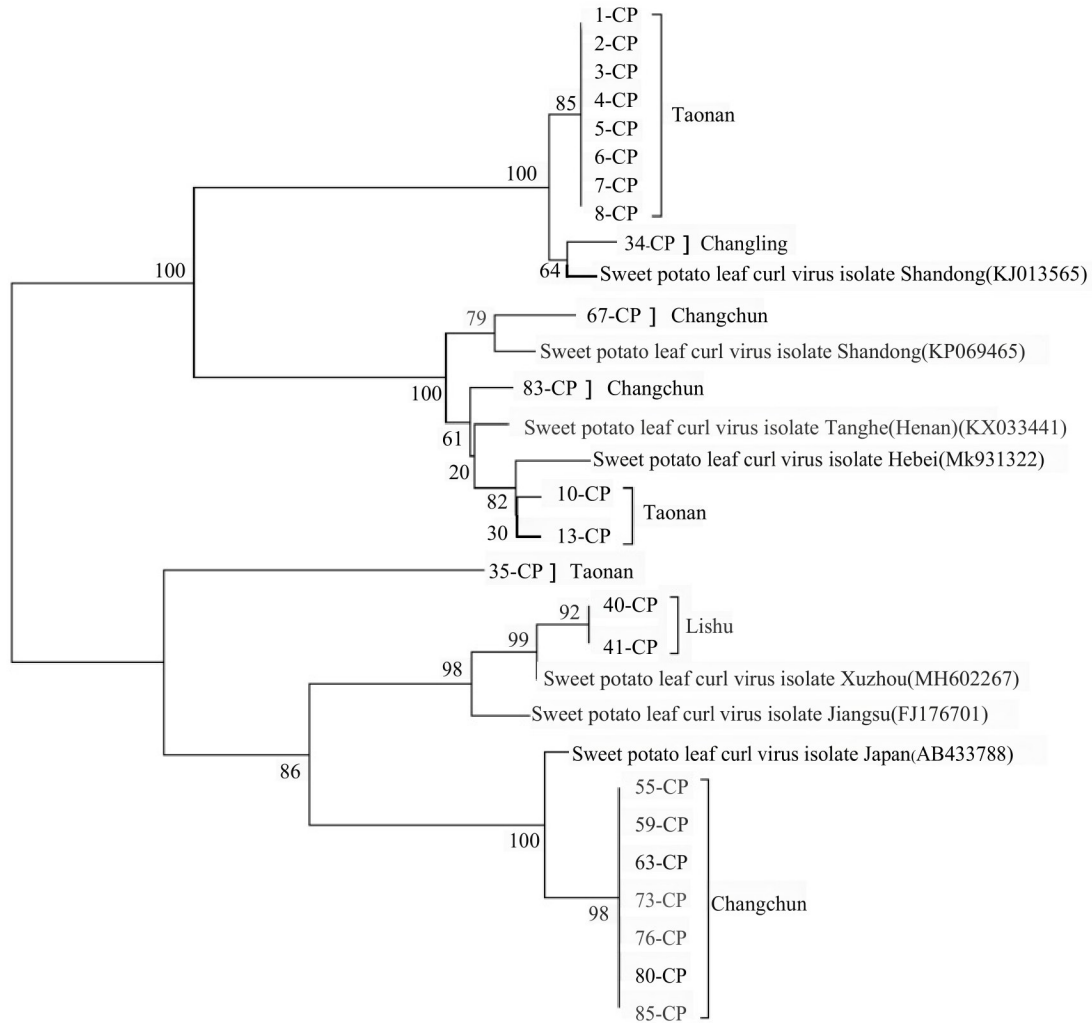 1-CP
2-CP
3-CP
85
4-CP
Taonan
5-CP
6-CP
100
7-CP
8-CP
34-CP ] Changling
100
64
Sweet potato leaf curl virus isolate Shandong(KJ013565)
79
67-CP ] Changchun
Sweet potato leaf curl virus isolate Shandong(KP069465)
100
83-CP ] Changchun
Sweet potato leaf curl virus isolate Tanghe(Henan)(KX033441)
61
Sweet potato leaf curl virus isolate Hebei(Mk931322)
20
82
10-CP
Taonan
30
13-CP
35-CP ] Taonan
92
40-CP
Lishu
99
41-CP
98
Sweet potato leaf curl virus isolate Xuzhou(MH602267)
Sweet potato leaf curl virus isolate Jiangsu(FJ176701)
Sweet potato leaf curl virus isolate Japan(AB433788)
86
55-CP
59-CP
100
63-CP
73-CP
Changchun
98
76-CP
80-CP
85-CP